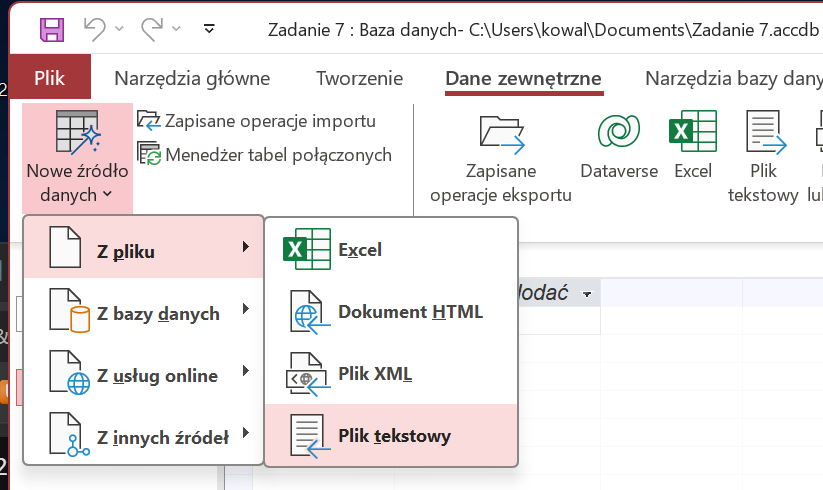 Zadanie 7 : Baza danych- C:\Users\kowal\Documents\Zadanie 7.accdb
Plik
Narzędzia główne
Tworzenie
Dane zewnętrzne
Narzędzia bazy dany
Nowe źródło
danych
Zapisane operacje importu
Menedżer tabel połączonych
Zapisane
operacje eksportu
Dataverse
Excel
Plik
tekstowy
Z pliku
Z bazy danych
Z usług online
Z innych źródeł
Excel
Dokument HTML
Plik XML
Plik tekstowy
dodać